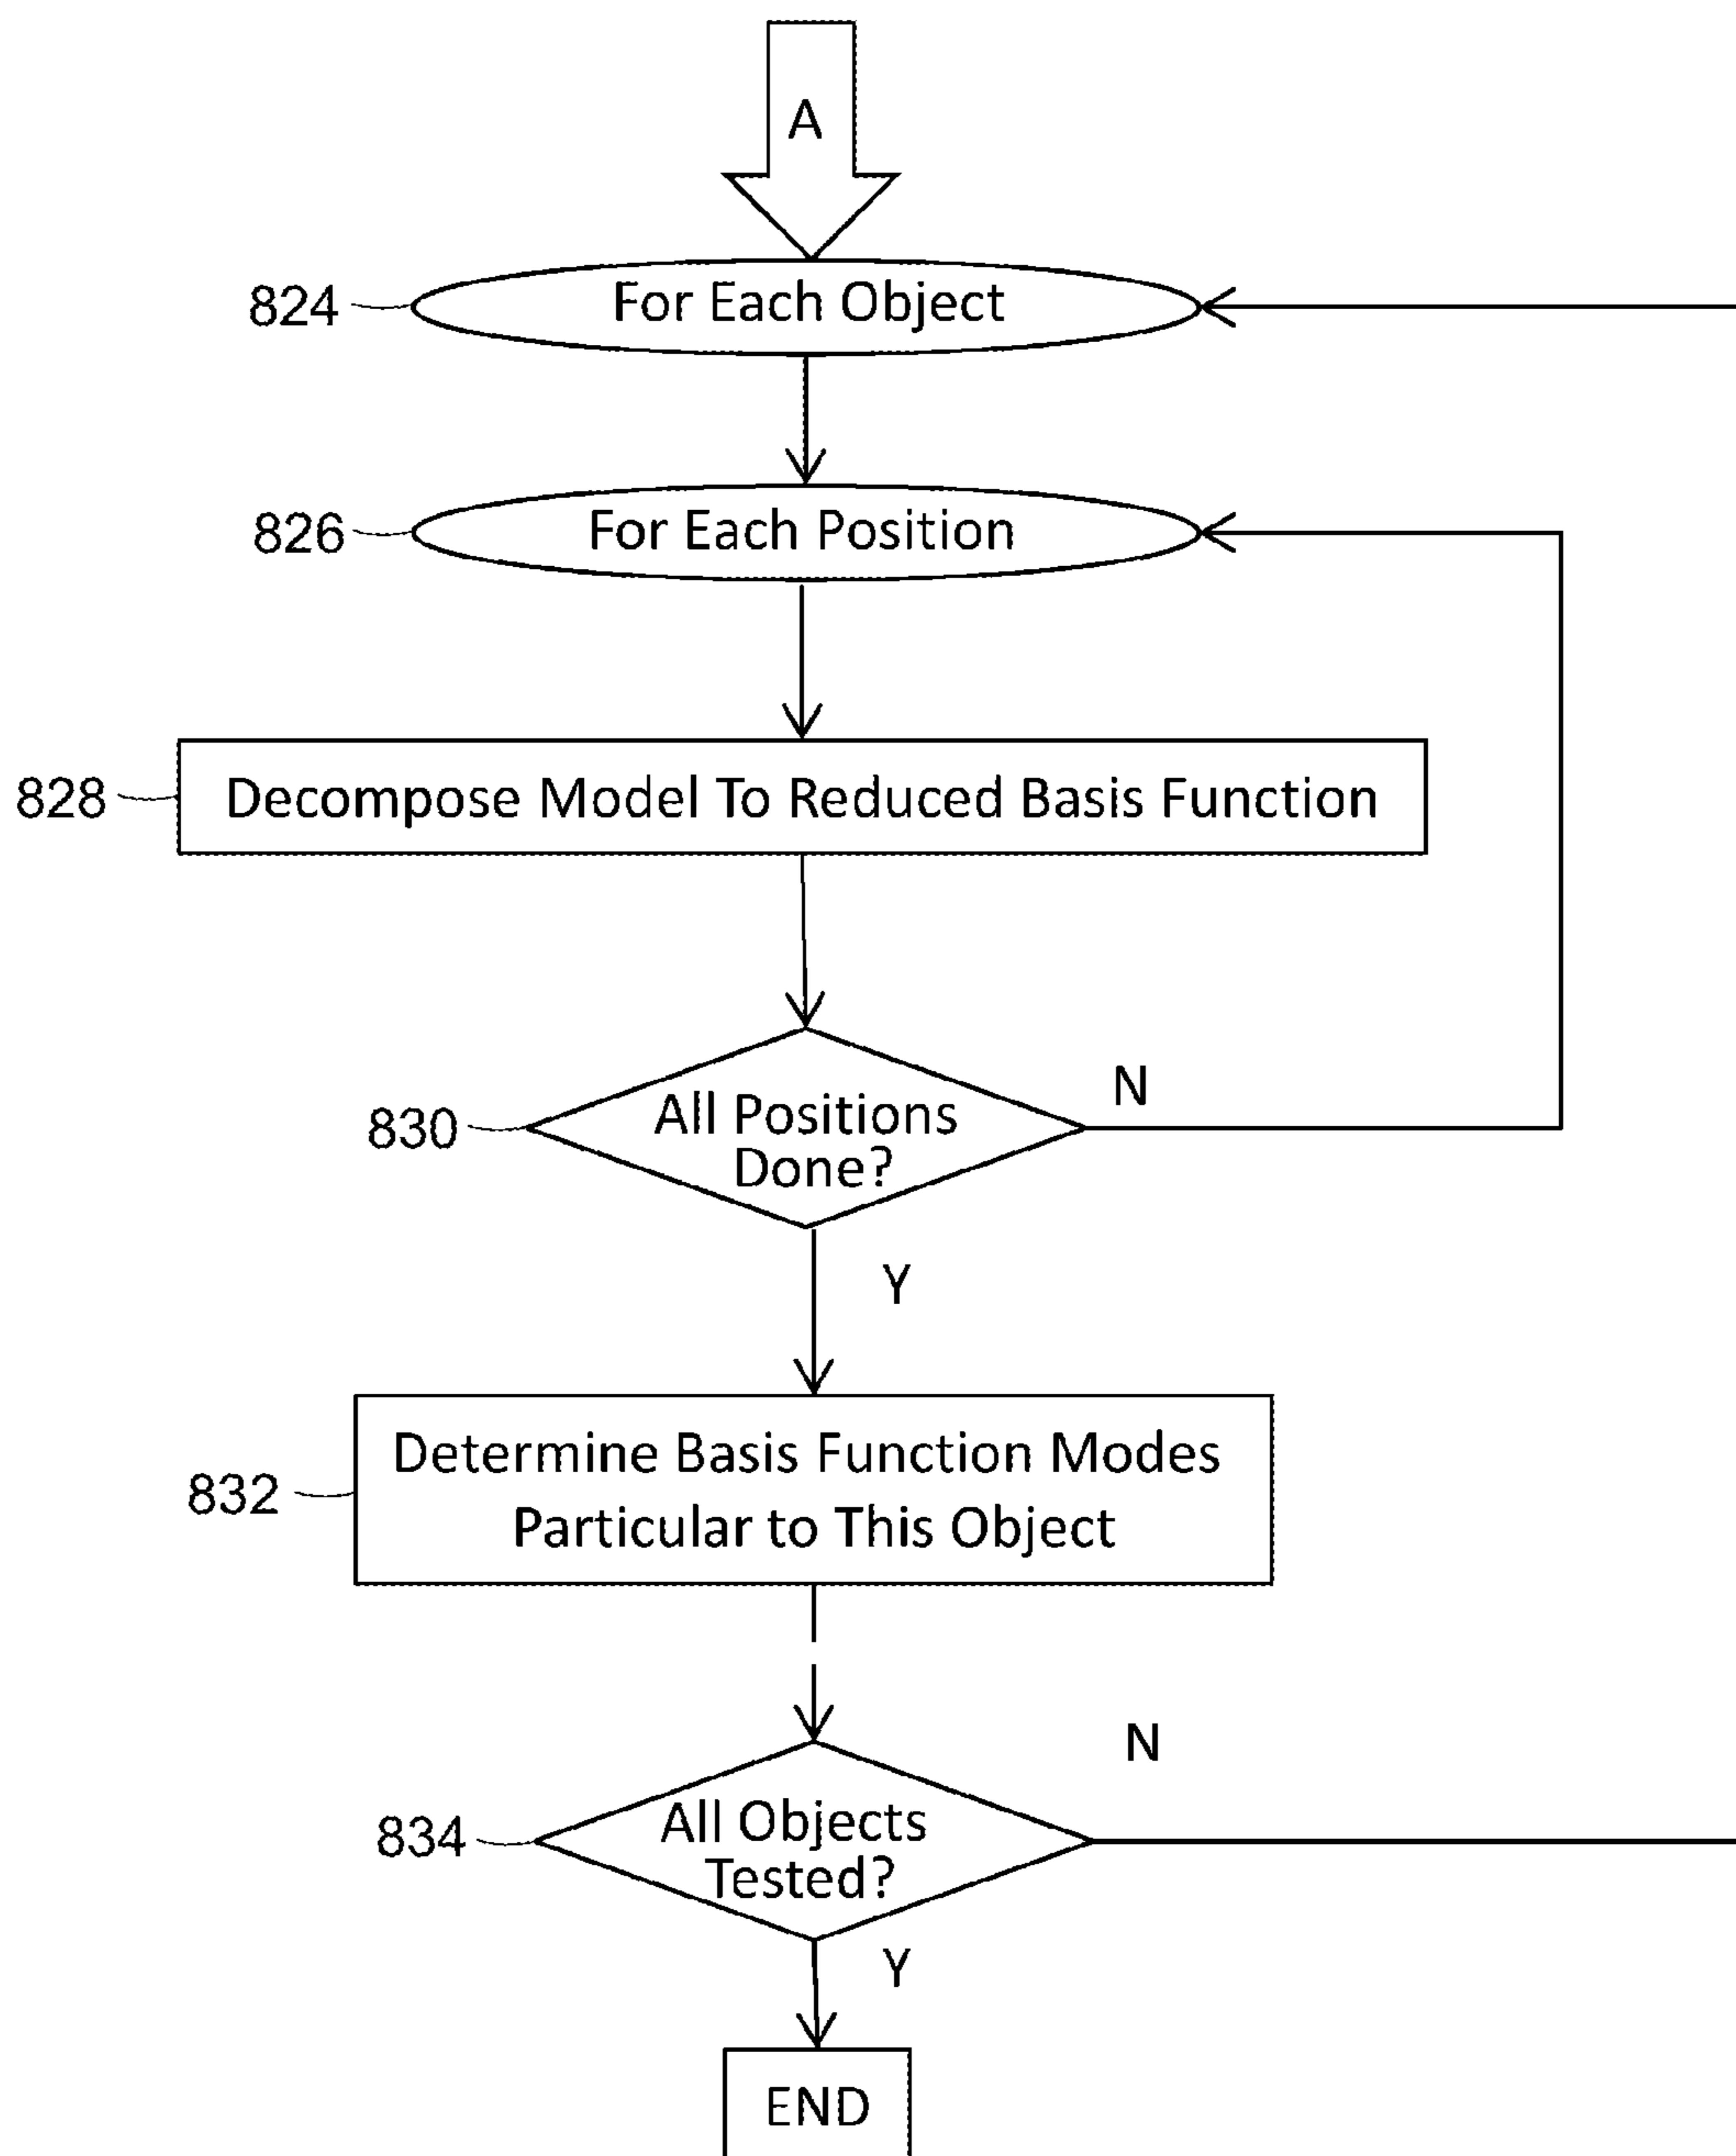 A
824
For Each Object
826
For Each Position
828
Decompose Model To Reduced Basis Function
830
All Positions
Done?
N
Y
832
Determine Basis Function Modes
Particular to This Object
N
834
All Objects
Tested?
Y
END